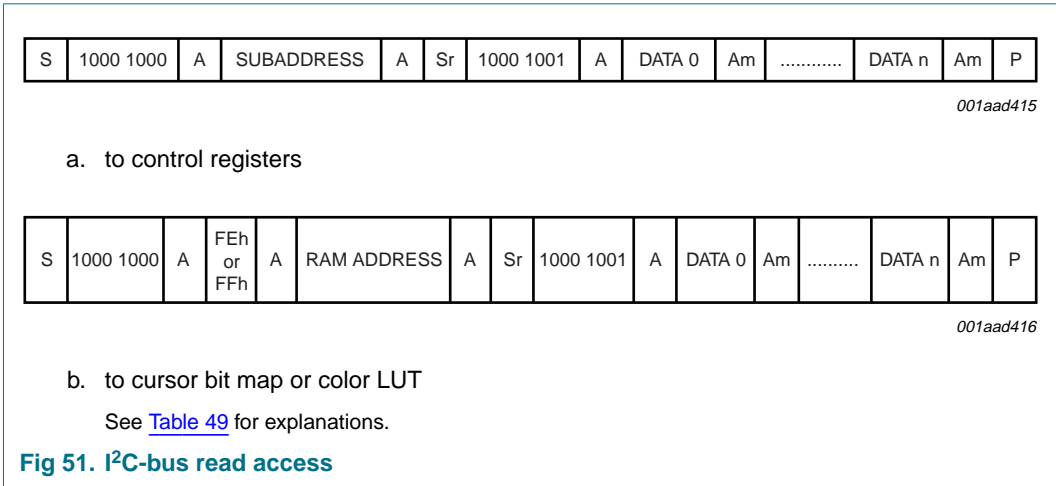 S 1000 1000 A SUBADDRESS A Sr 1000 1001 A DATA 0 Am ............ DATA n Am P
001aad415
a. to control registers
S 1000 1000 A FEh or FFh A RAM ADDRESS A Sr 1000 1001 A DATA 0 Am .......... DATA n Am P
001aad416
b. to cursor bit map or color LUT
See Table 49 for explanations.
Fig 51. I²C-bus read access